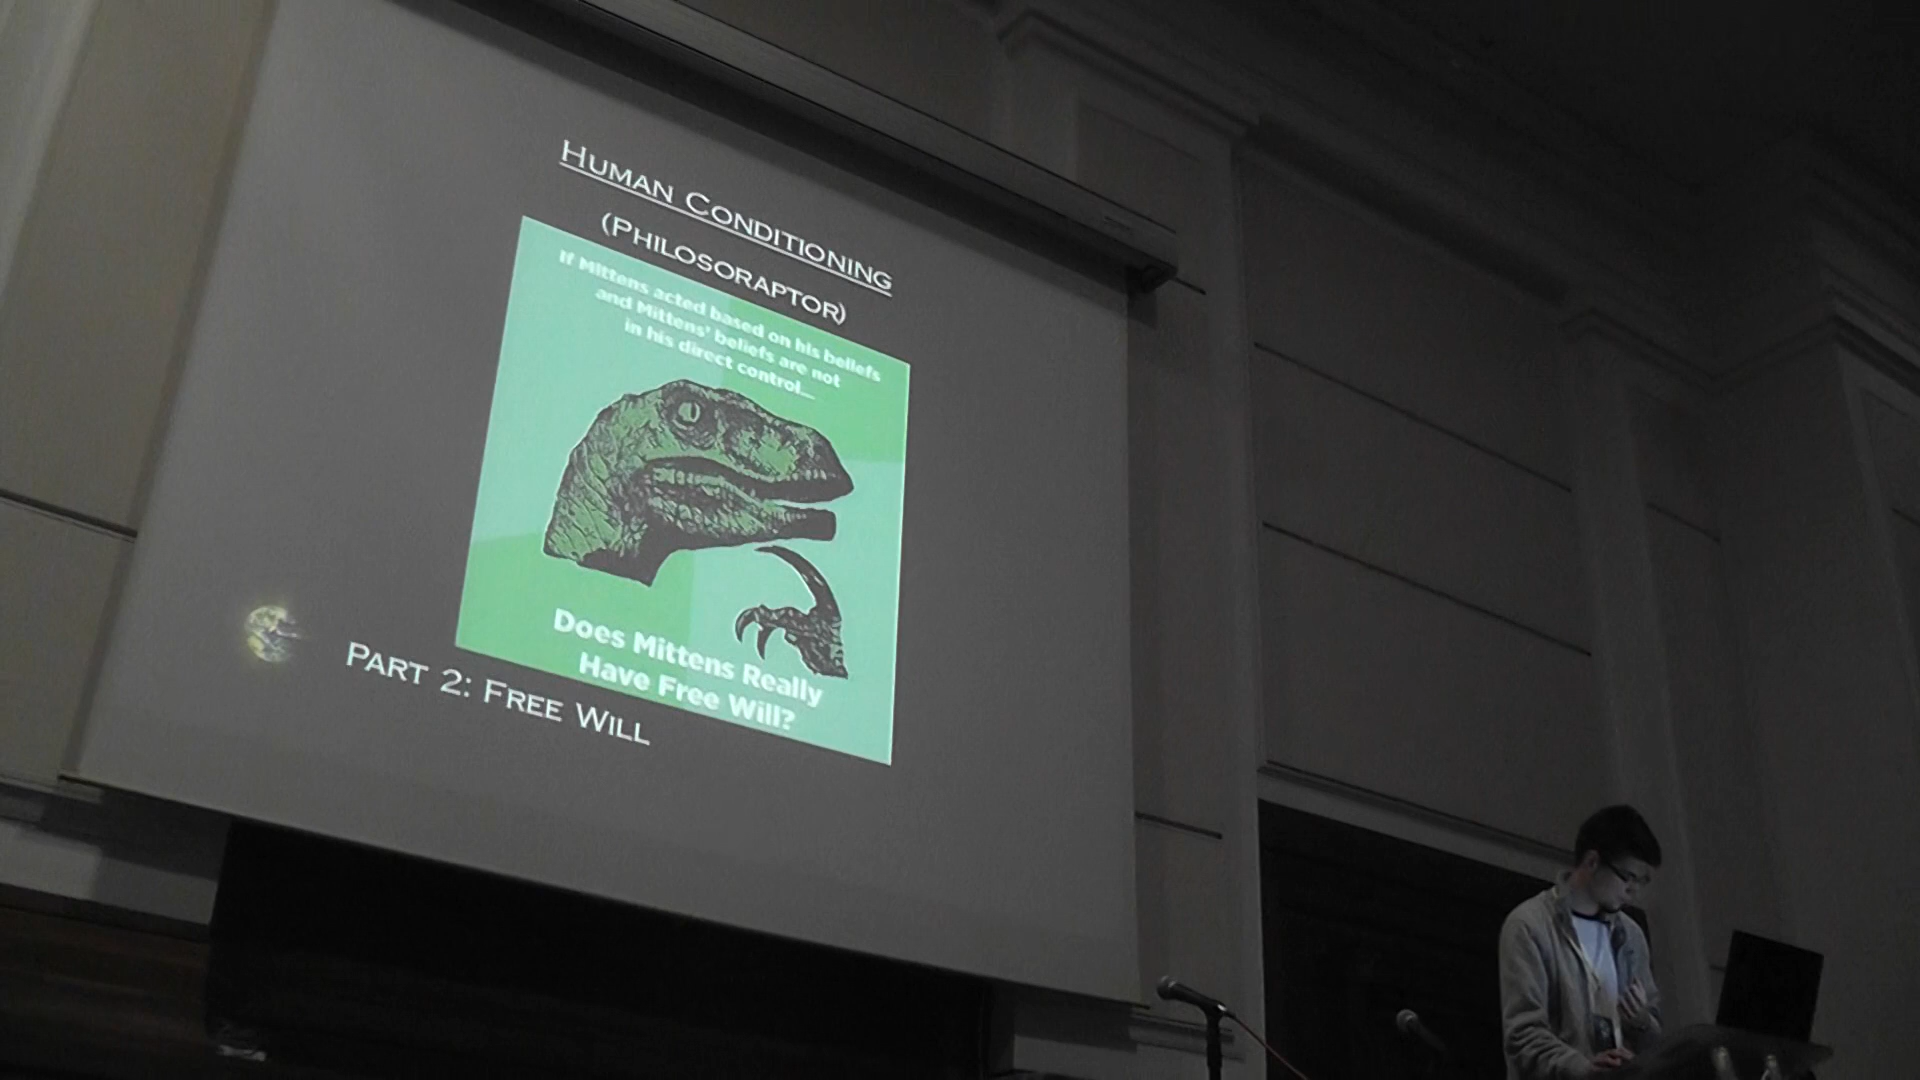 Human Conditioning
(Philosoraptor)
If Mittens acted based on his beliefs
and Mittens' beliefs are not
in his direct control...
Does Mittens Really
Have Free Will?
Part 2: Free Will